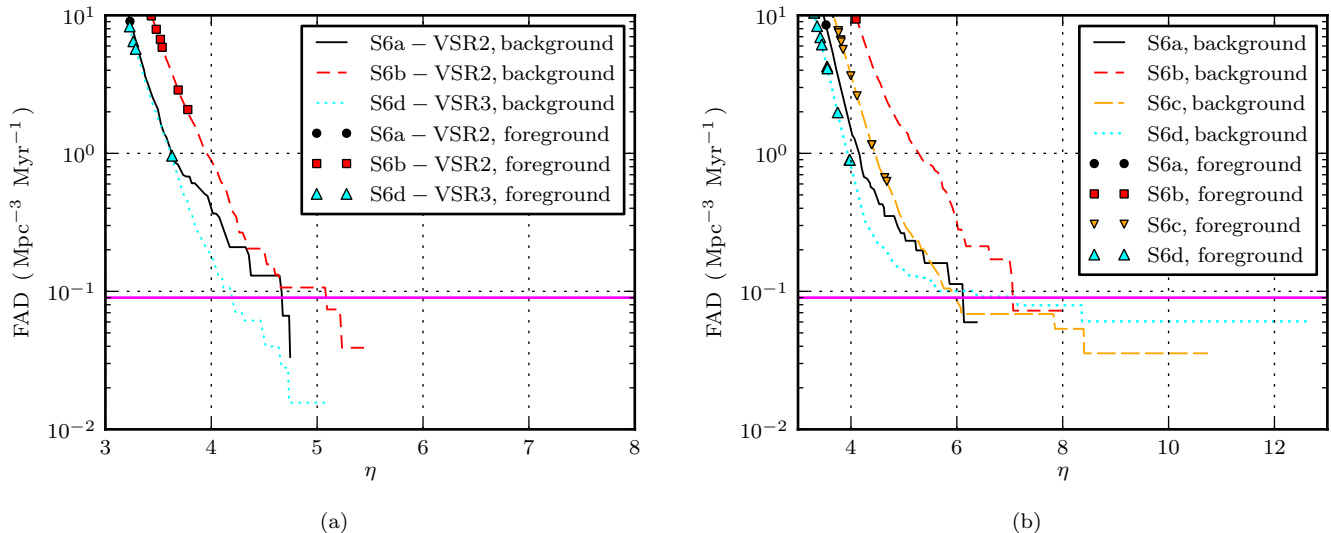 10¹
10⁰
10⁻¹
10⁻²
FAD ( Mpc⁻³ Myr⁻¹ )
3 4 5 6 7 8
η
S6a − VSR2, background
S6b − VSR2, background
S6d − VSR3, background
S6a − VSR2, foreground
S6b − VSR2, foreground
S6d − VSR3, foreground
(a)
10¹
10⁰
10⁻¹
10⁻²
FAD ( Mpc⁻³ Myr⁻¹ )
4 6 8 10 12
η
S6a, background
S6b, background
S6c, background
S6d, background
S6a, foreground
S6b, foreground
S6c, foreground
S6d, foreground
(b)